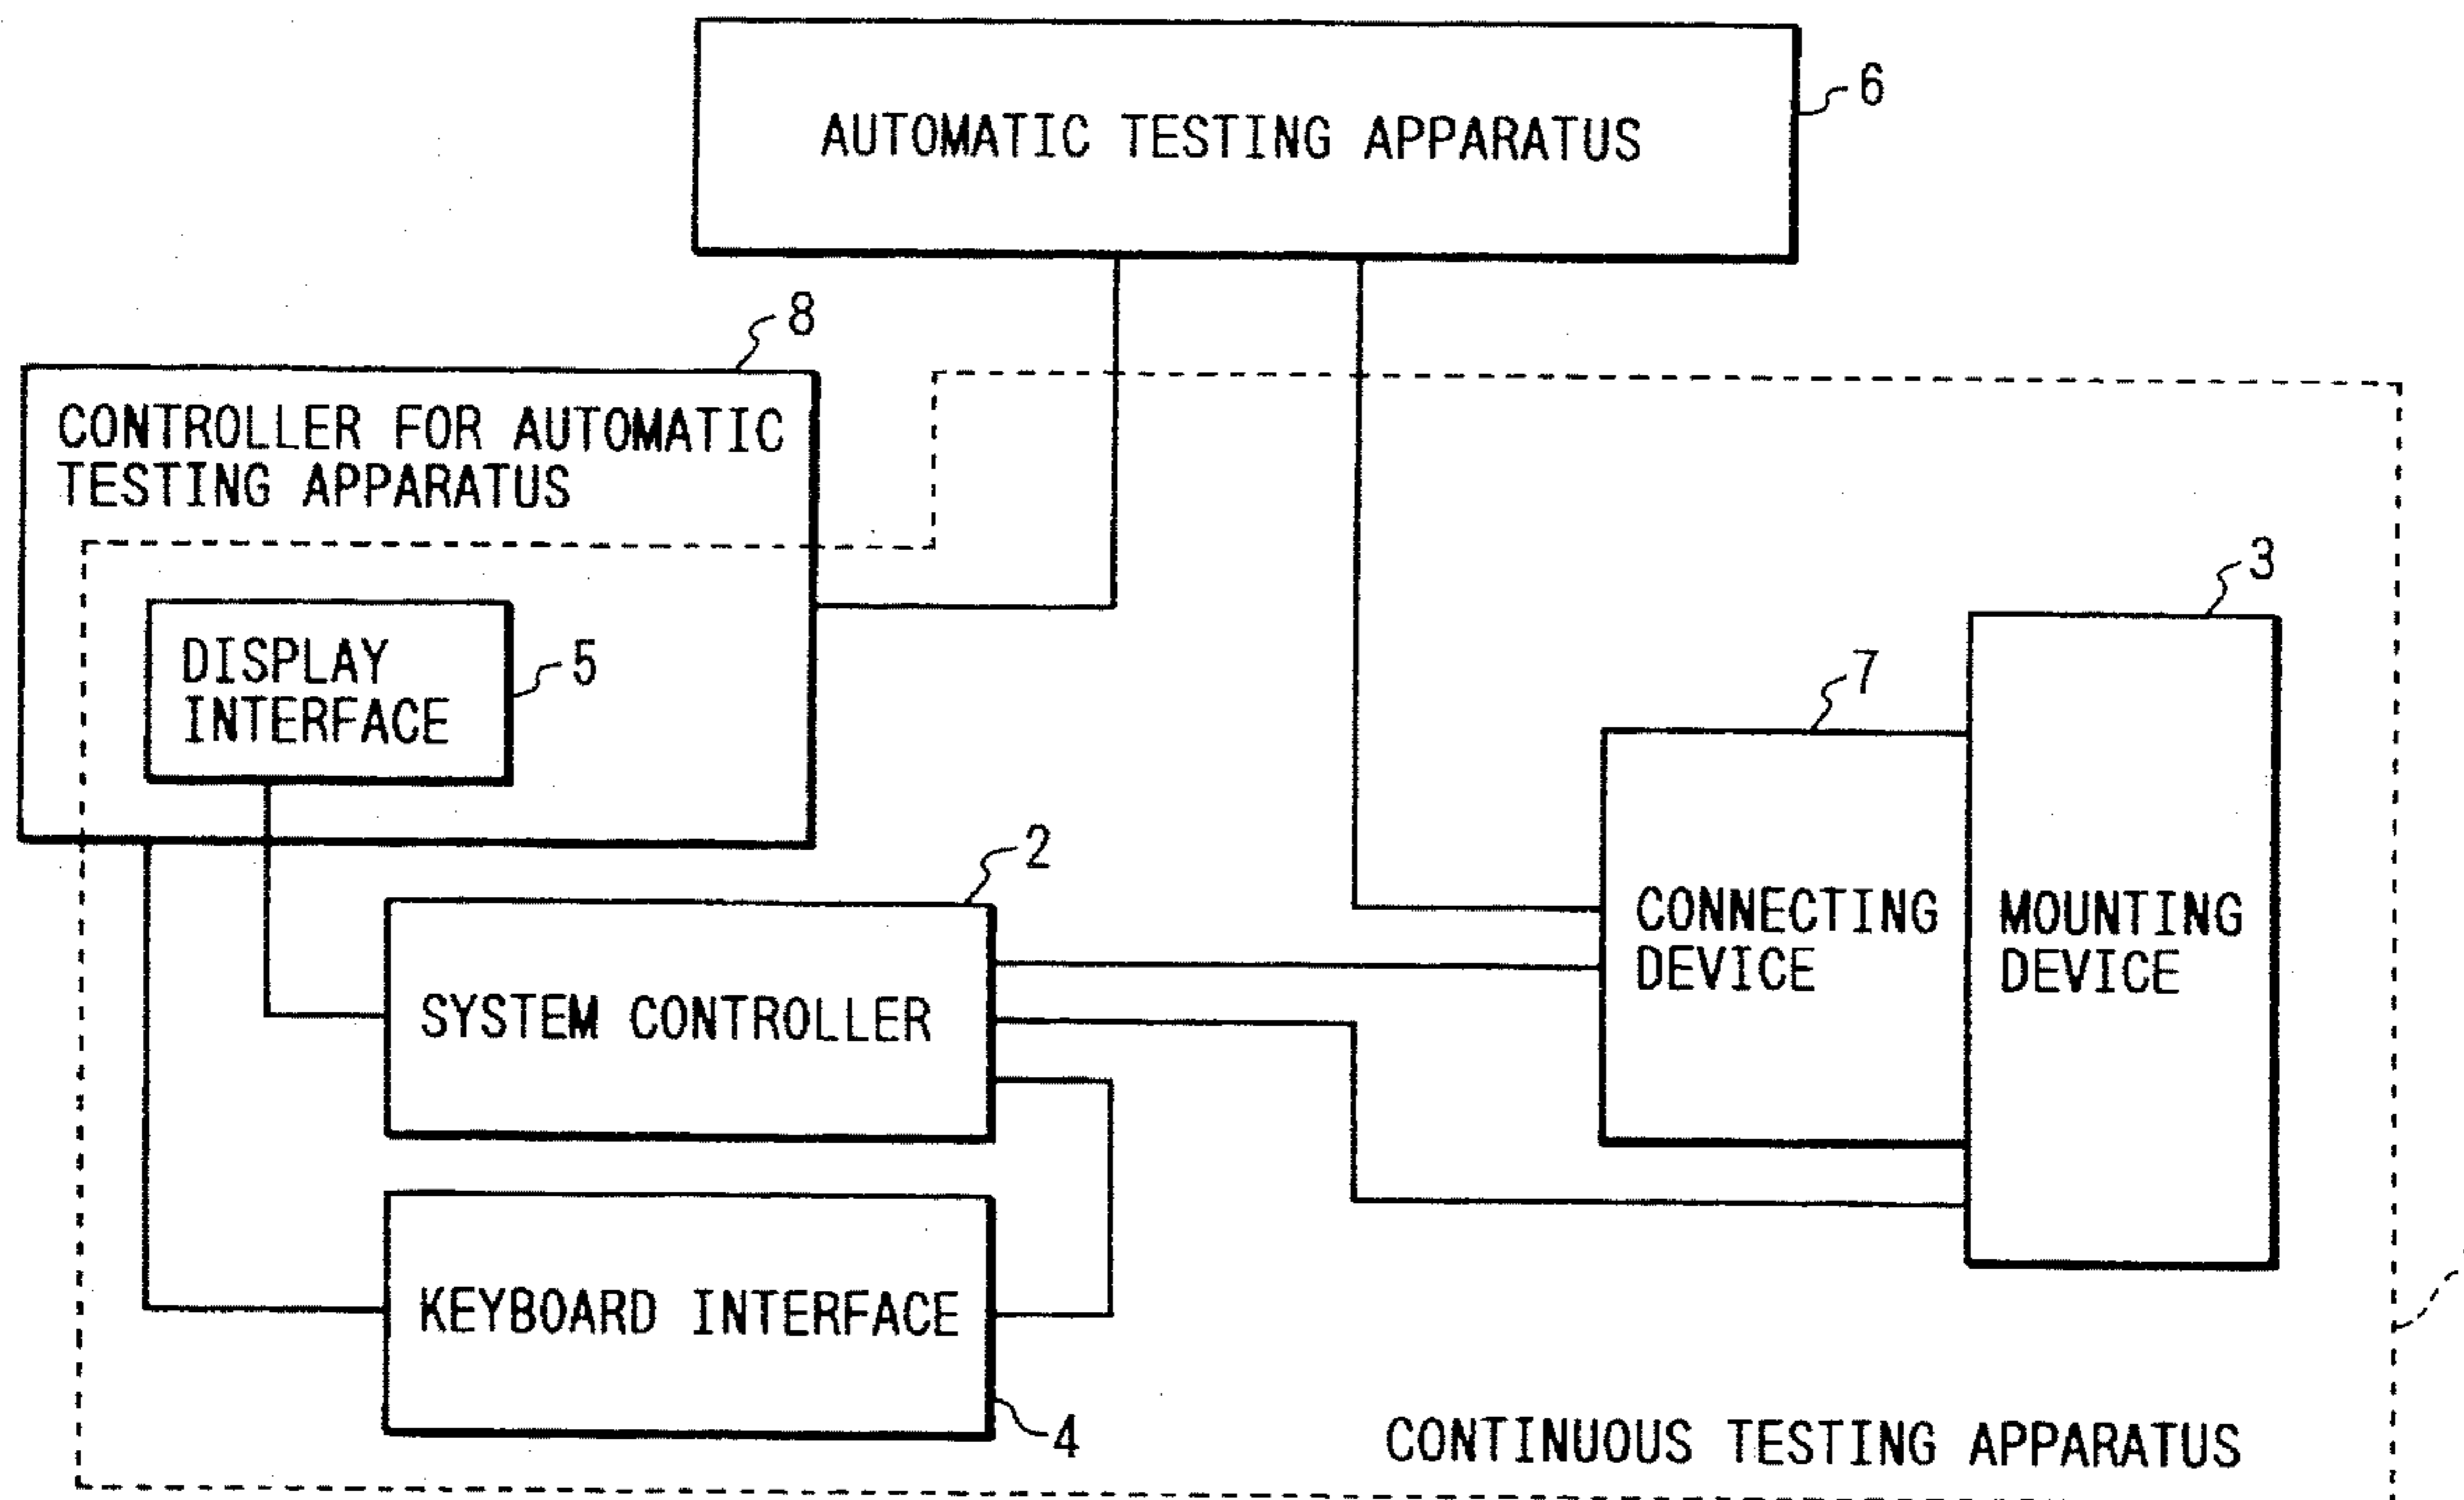 AUTOMATIC TESTING APPARATUS
6
8
CONTROLLER FOR AUTOMATIC
TESTING APPARATUS
3
DISPLAY
INTERFACE
5
7
2
CONNECTING
DEVICE
MOUNTING
DEVICE
SYSTEM CONTROLLER
KEYBOARD INTERFACE
4
CONTINUOUS TESTING APPARATUS